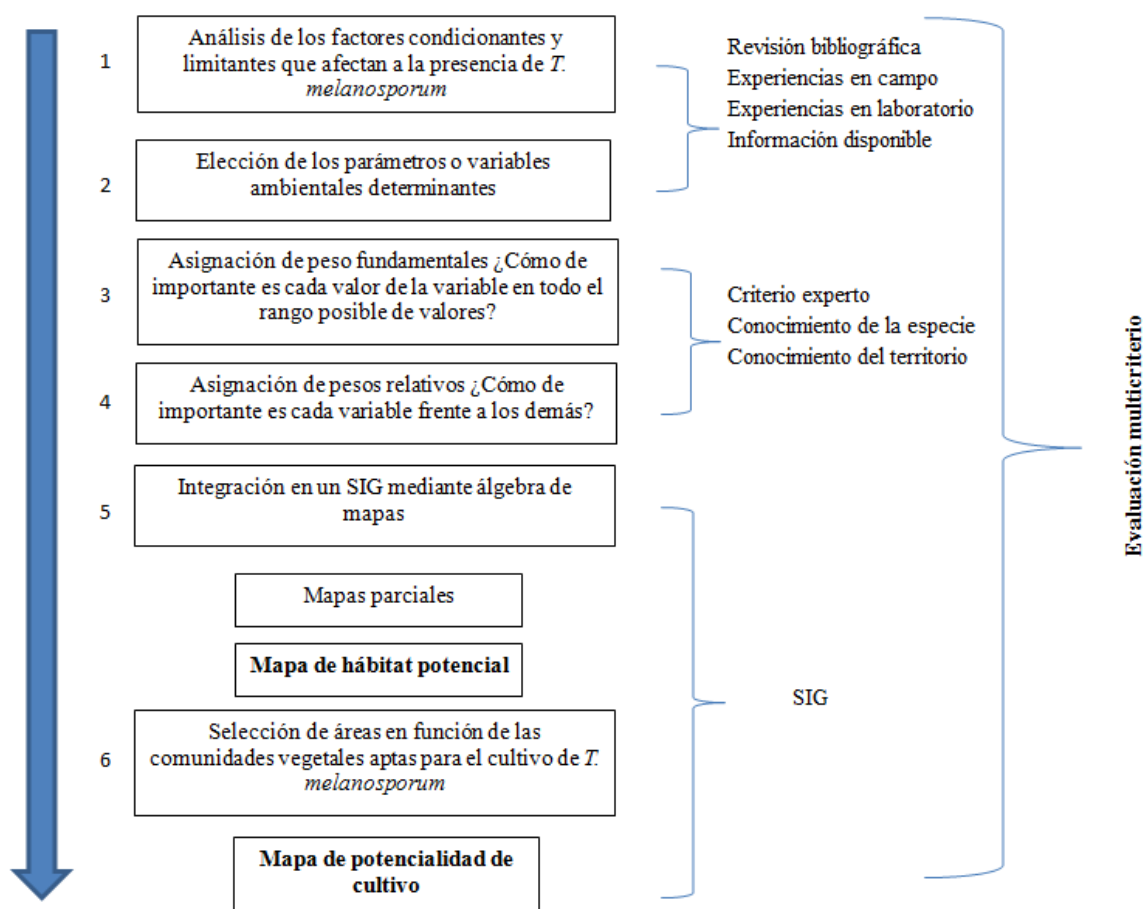 1
Análisis de los factores condicionantes y
limitantes que afectan a la presencia de T.
melanosporum
Revisión bibliográfica
Experiencias en campo
Experiencias en laboratorio
Información disponible
2
Elección de los parámetros o variables
ambientales determinantes
3
Asignación de peso fundamentales ¿Cómo de
importante es cada valor de la variable en todo el
rango posible de valores?
Criterio experto
Conocimiento de la especie
Conocimiento del territorio
4
Asignación de pesos relativos ¿Cómo de
importante es cada variable frente a los demás?
5
Integración en un SIG mediante álgebra de
mapas
Mapas parciales
Mapa de hábitat potencial
SIG
6
Selección de áreas en función de las
comunidades vegetales aptas para el cultivo de T.
melanosporum
Mapa de potencialidad de
cultivo
Evaluación multicriterio